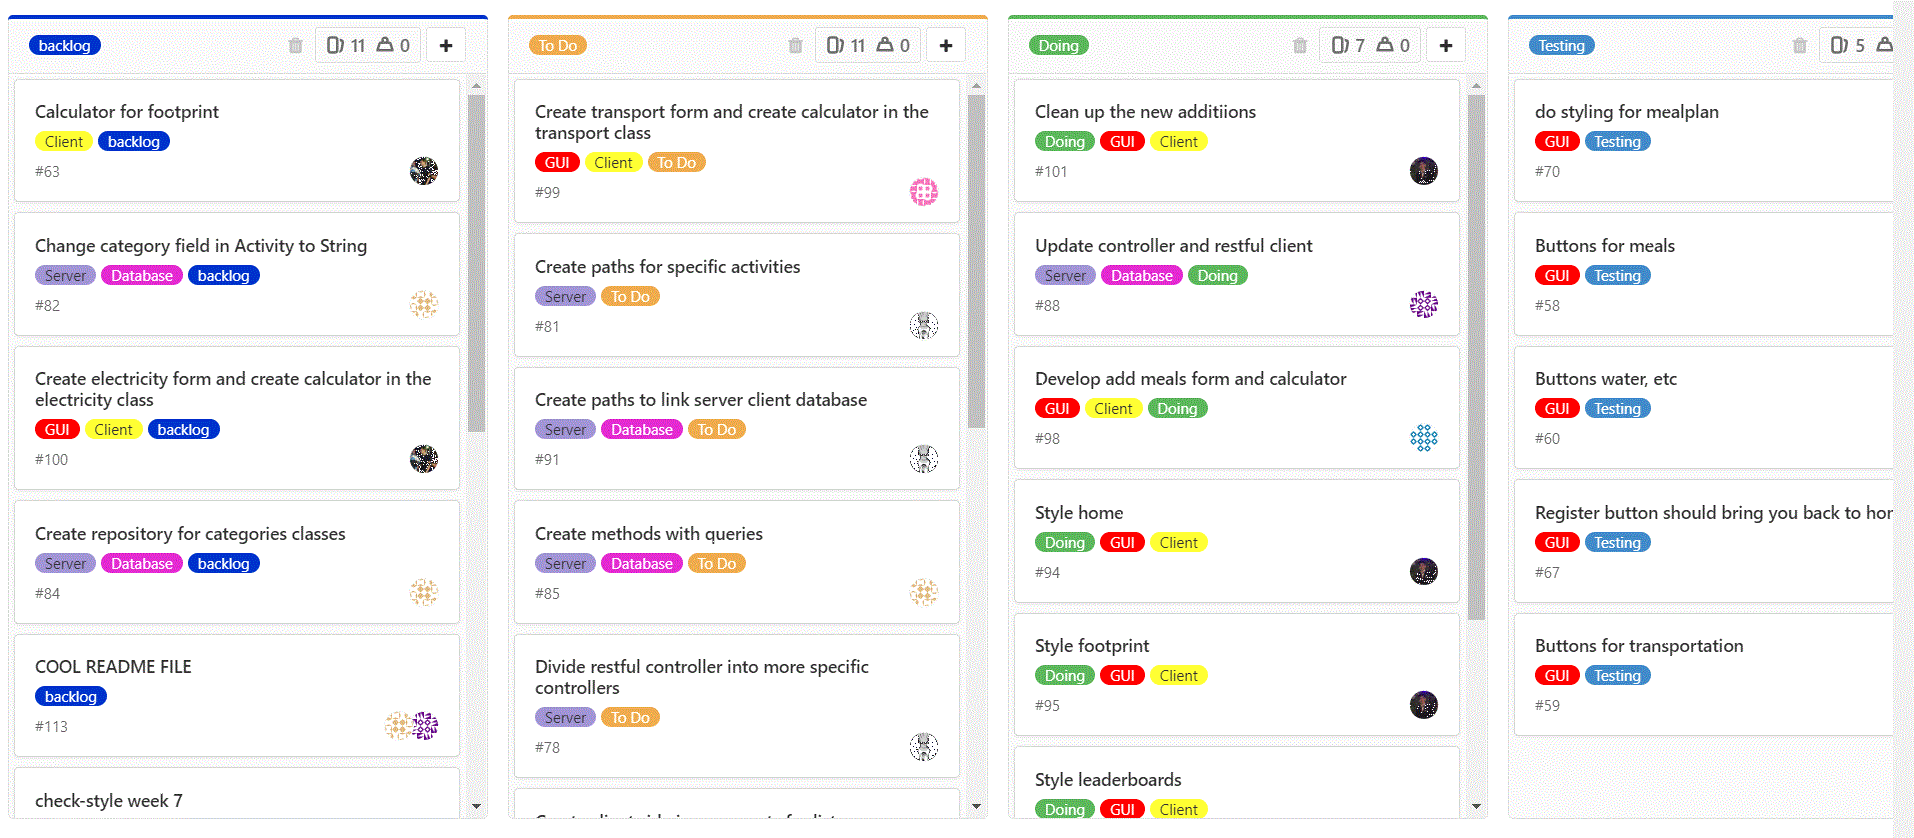 backlog 11 0 +
Calculator for footprint
Client backlog
#63
Change category field in Activity to String
Server Database backlog
#82
Create electricity form and create calculator in the
electricity class
GUI Client backlog
#100
Create repository for categories classes
Server Database backlog
#84
COOL README FILE
backlog
#113
check-style week 7
To Do 11 0 +
Create transport form and create calculator in the
transport class
GUI Client To Do
#99
Create paths for specific activities
Server To Do
#81
Create paths to link server client database
Server Database To Do
#91
Create methods with queries
Server Database To Do
#85
Divide restful controller into more specific
controllers
Server To Do
#78
Doing 7 0 +
Clean up the new additiions
Doing GUI Client
#101
Update controller and restful client
Server Database Doing
#88
Develop add meals form and calculator
GUI Client Doing
#98
Style home
Doing GUI Client
#94
Style footprint
Doing GUI Client
#95
Style leaderboards
Doing GUI Client
Testing 5
do styling for mealplan
GUI Testing
#70
Buttons for meals
GUI Testing
#58
Buttons water, etc
GUI Testing
#60
Register button should bring you back to hor
GUI Testing
#67
Buttons for transportation
GUI Testing
#59